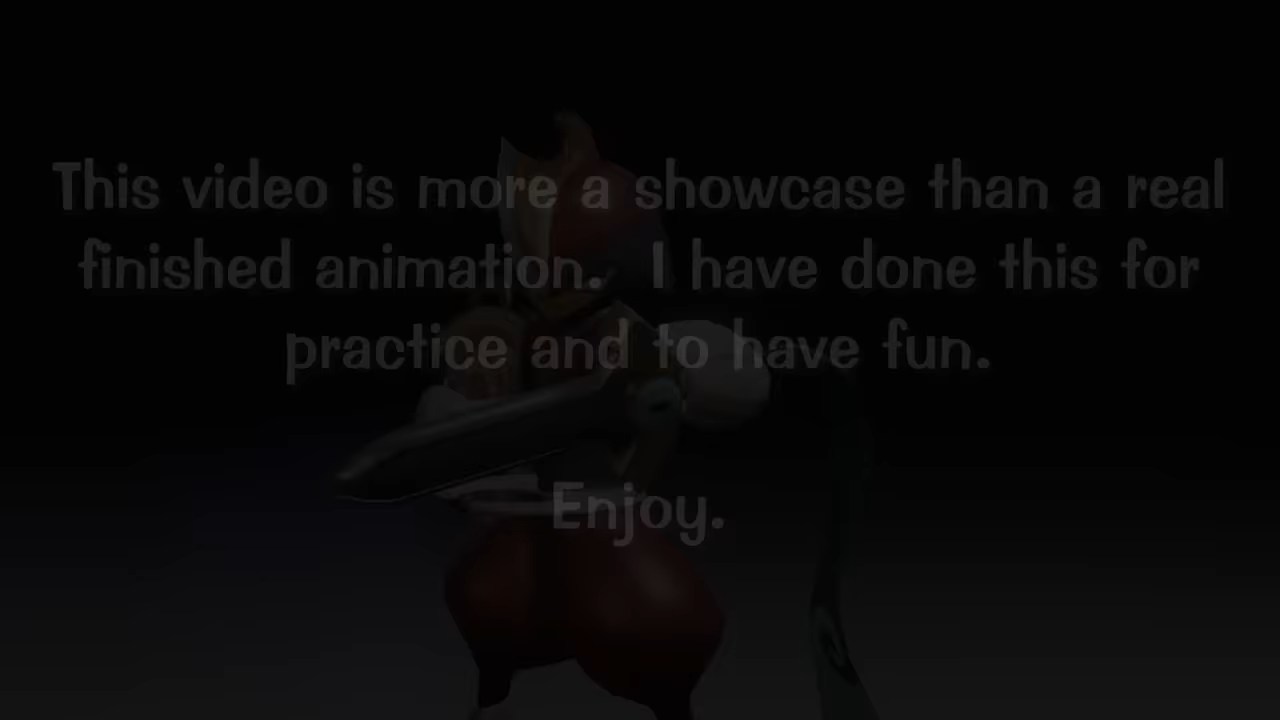 This video is more a showcase than a real
finished animation.  I have done this for
practice and to have fun.
Enjoy.